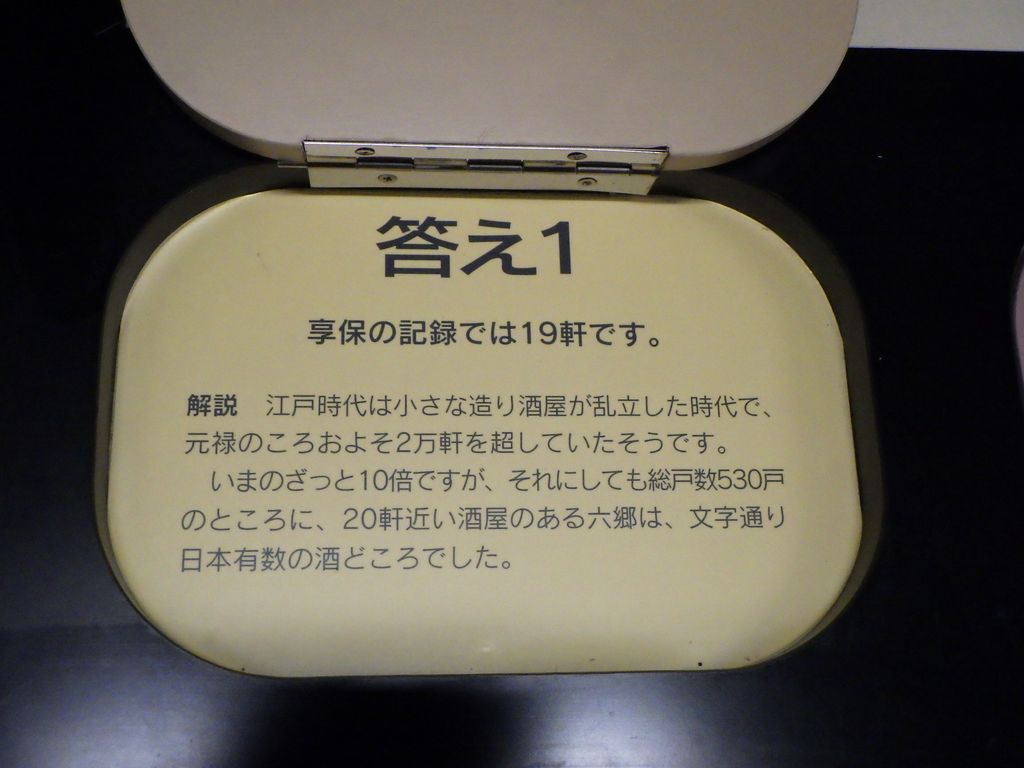 答え1
享保の記録では19軒です。
解説　江戸時代は小さな造り酒屋が乱立した時代で、
元禄のころおよそ2万軒を超していたそうです。
　いまのざっと10倍ですが、それにしても総戸数530戸
のところに、20軒近い酒屋のある六郷は、文字通り
日本有数の酒どころでした。